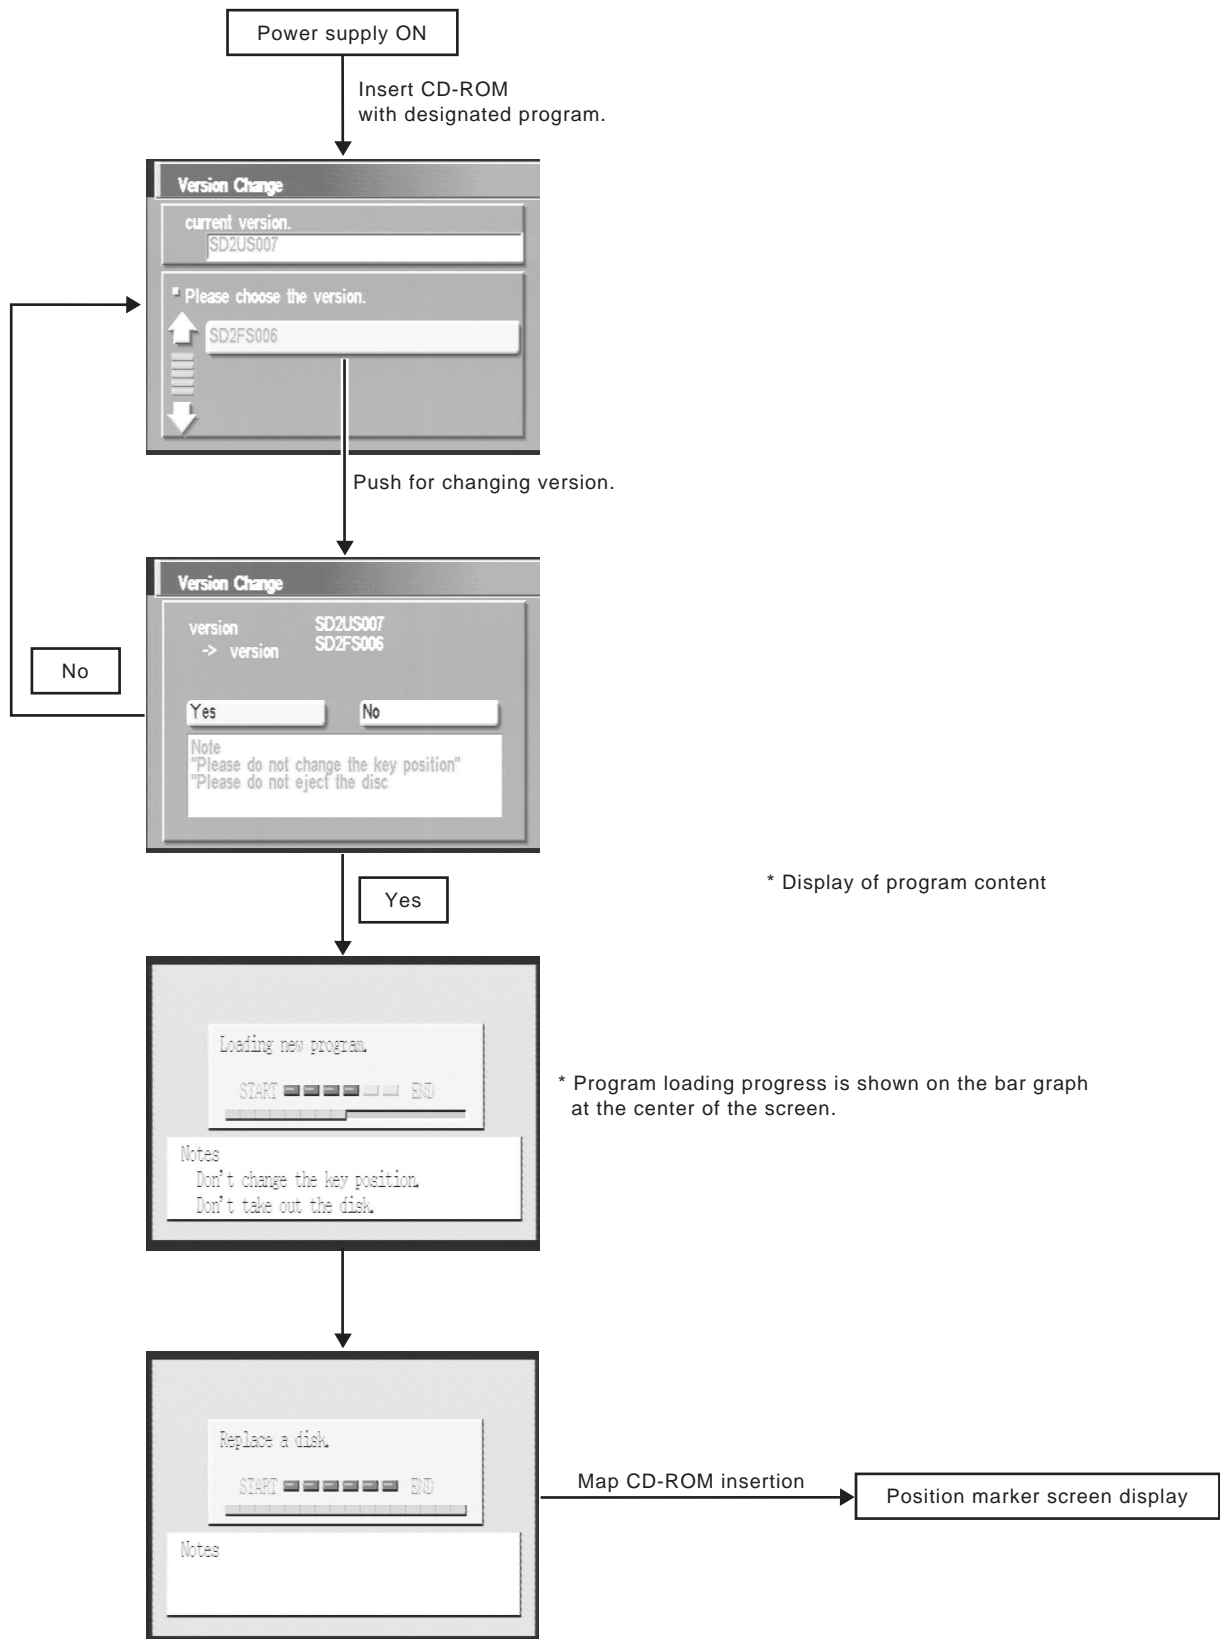 Power supply ON
Insert CD-ROM
with designated program.
Version Change
current version.
SD2US007
Please choose the version.
SD2FS006
Push for changing version.
Version Change
version SD2US007
-> version SD2FS006
No
Yes No
Note
"Please do not change the key position"
"Please do not eject the disc
* Display of program content
Yes
Loading new program.
START END
* Program loading progress is shown on the bar graph
at the center of the screen.
Notes
Don't change the key position.
Don't take out the disk.
Replace a disk.
START END
Map CD-ROM insertion
Position marker screen display
Notes